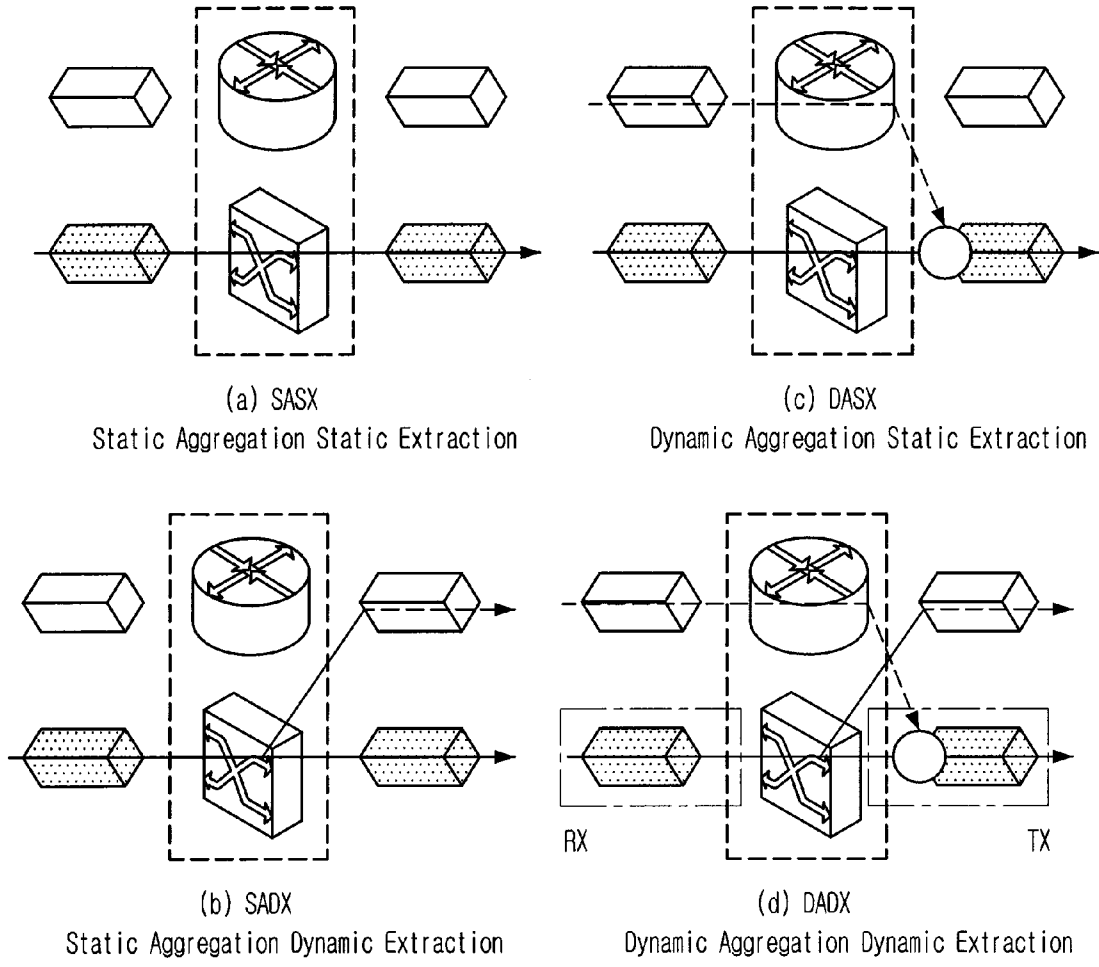 (a) SASX
Static Aggregation Static Extraction
(c) DASX
Dynamic Aggregation Static Extraction
RX
TX
(b) SADX
Static Aggregation Dynamic Extraction
(d) DADX
Dynamic Aggregation Dynamic Extraction